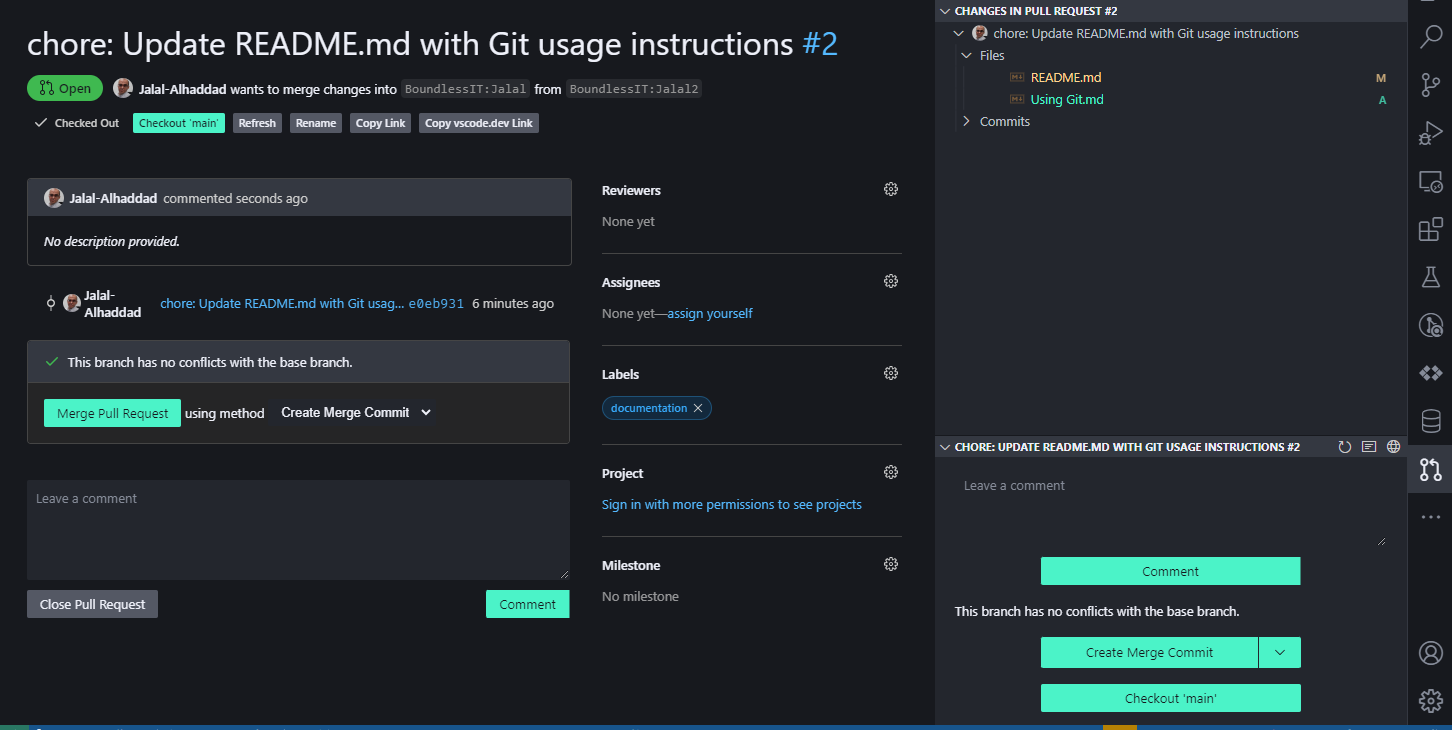 chore: Update README.md with Git usage instructions #2
Open
Jalal-Alhaddad wants to merge changes into BoundlessIT:Jalal from BoundlessIT:Jalal2
Checked Out
Checkout 'main'
Refresh
Rename
Copy Link
Copy vscode.dev Link
Jalal-Alhaddad commented seconds ago
No description provided.
Jalal-
Alhaddad
chore: Update README.md with Git usag... e0eb931 6 minutes ago
This branch has no conflicts with the base branch.
Merge Pull Request using method Create Merge Commit
Leave a comment
Close Pull Request
Comment
Reviewers
None yet
Assignees
None yet—assign yourself
Labels
documentation
Project
Sign in with more permissions to see projects
Milestone
No milestone
CHANGES IN PULL REQUEST #2
chore: Update README.md with Git usage instructions
Files
README.md M
Using Git.md A
Commits
CHORE: UPDATE README.MD WITH GIT USAGE INSTRUCTIONS #2
Leave a comment
Comment
This branch has no conflicts with the base branch.
Create Merge Commit
Checkout 'main'